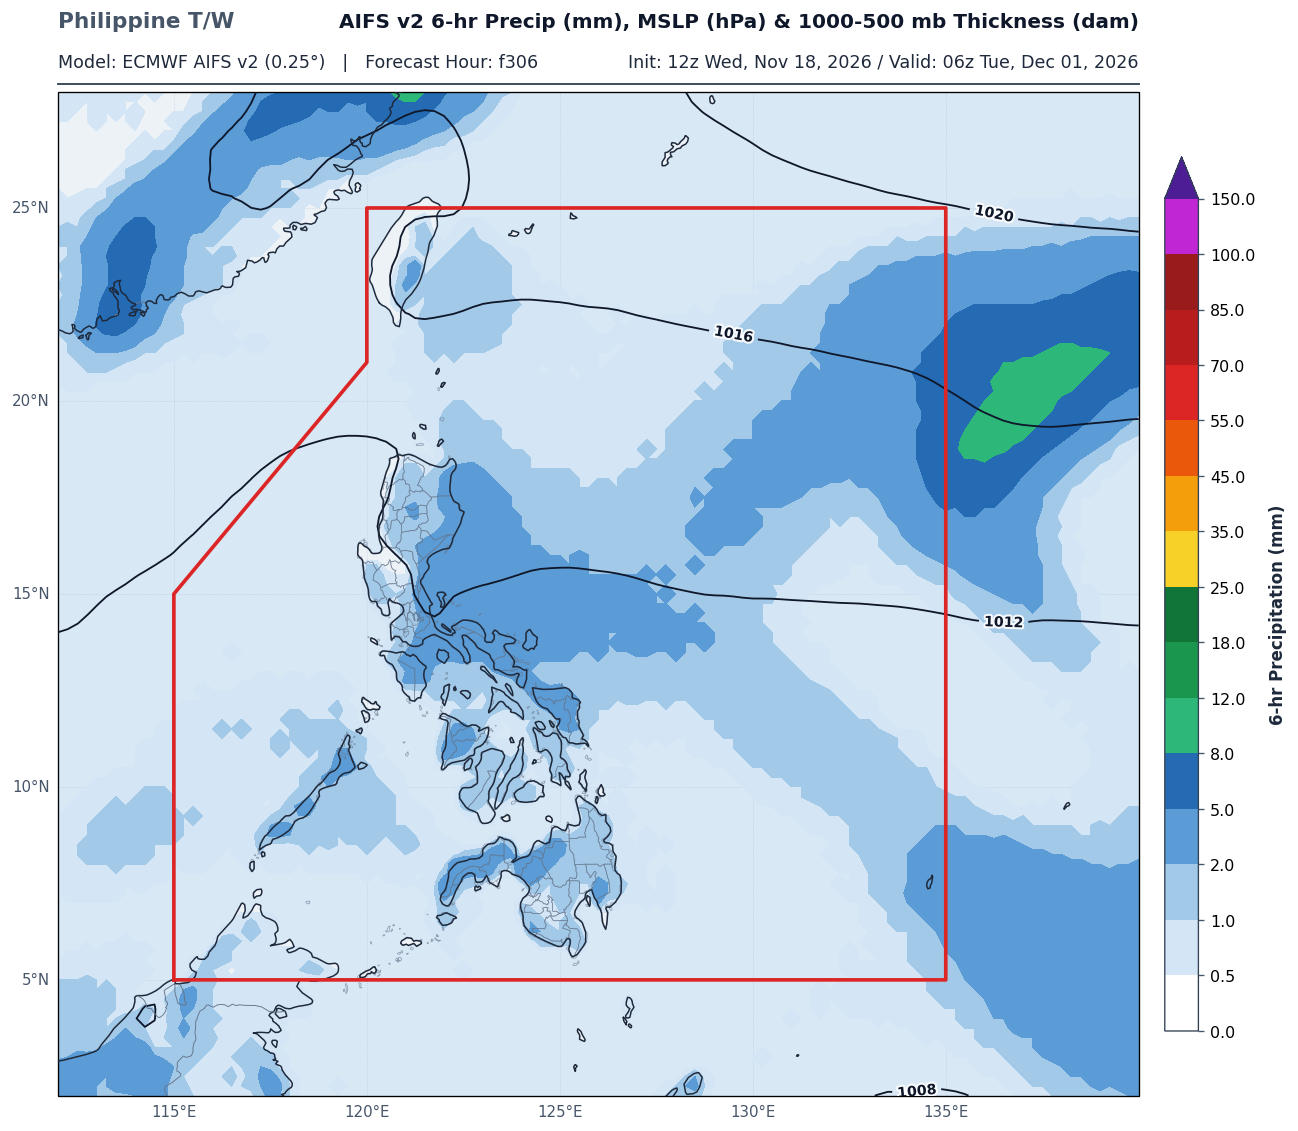 Philippine T/W
AIFS v2 6-hr Precip (mm), MSLP (hPa) & 1000-500 mb Thickness (dam)
Model: ECMWF AIFS v2 (0.25°) | Forecast Hour: f306
Init: 12z Wed, Nov 18, 2026 / Valid: 06z Tue, Dec 01, 2026
25°N
20°N
15°N
10°N
5°N
1020
1016
1012
1008
115°E
120°E
125°E
130°E
135°E
150.0
100.0
85.0
70.0
55.0
45.0
35.0
25.0
18.0
12.0
8.0
5.0
2.0
1.0
0.5
0.0
6-hr Precipitation (mm)